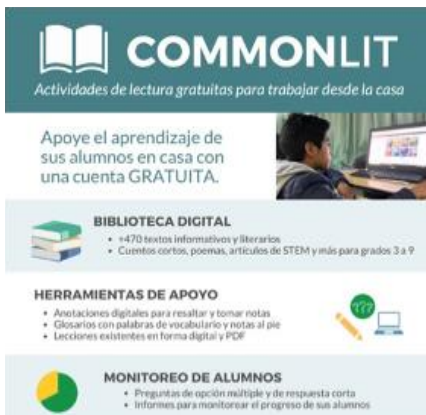 COMMONLIT
Actividades de lectura gratuitas para trabajar desde la casa
Apoye el aprendizaje de
sus alumnos en casa con
una cuenta GRATUITA.
BIBLIOTECA DIGITAL
• +470 textos informativos y literarios
• Cuentos cortos, poemas, artículos de STEM y más para grados 3 a 9
HERRAMIENTAS DE APOYO
• Anotaciones digitales para resaltar y tomar notas
• Glosarios con palabras de vocabulario y notas al pie
• Lecciones existentes en forma digital y PDF
???
MONITOREO DE ALUMNOS
• Preguntas de opción múltiple y de respuesta corta
• Informes para monitorear el progreso de sus alumnos